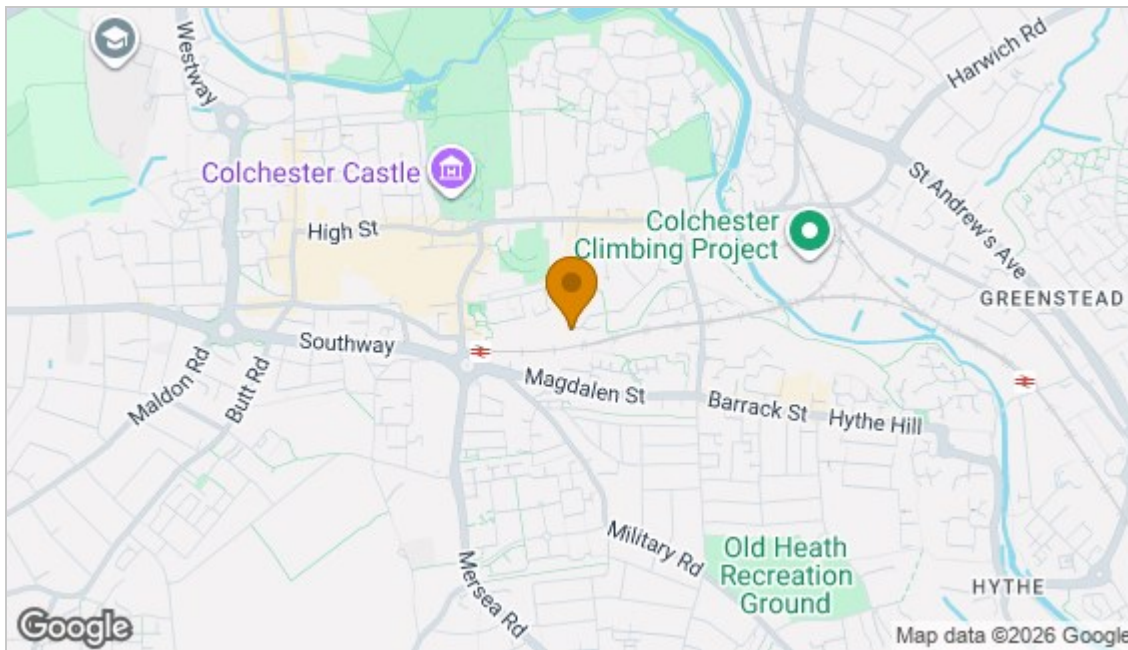 Harwich Rd
Westway
Colchester Castle
St Andrew's Ave
High St
Colchester
Climbing Project
GREENSTEAD
Southway
Maldon Rd
Butt Rd
Magdalen St
Barrack St
Hythe Hill
Military Rd
Mersea Rd
Old Heath
Recreation
Ground
HYTHE
Google
Map data ©2026 Google